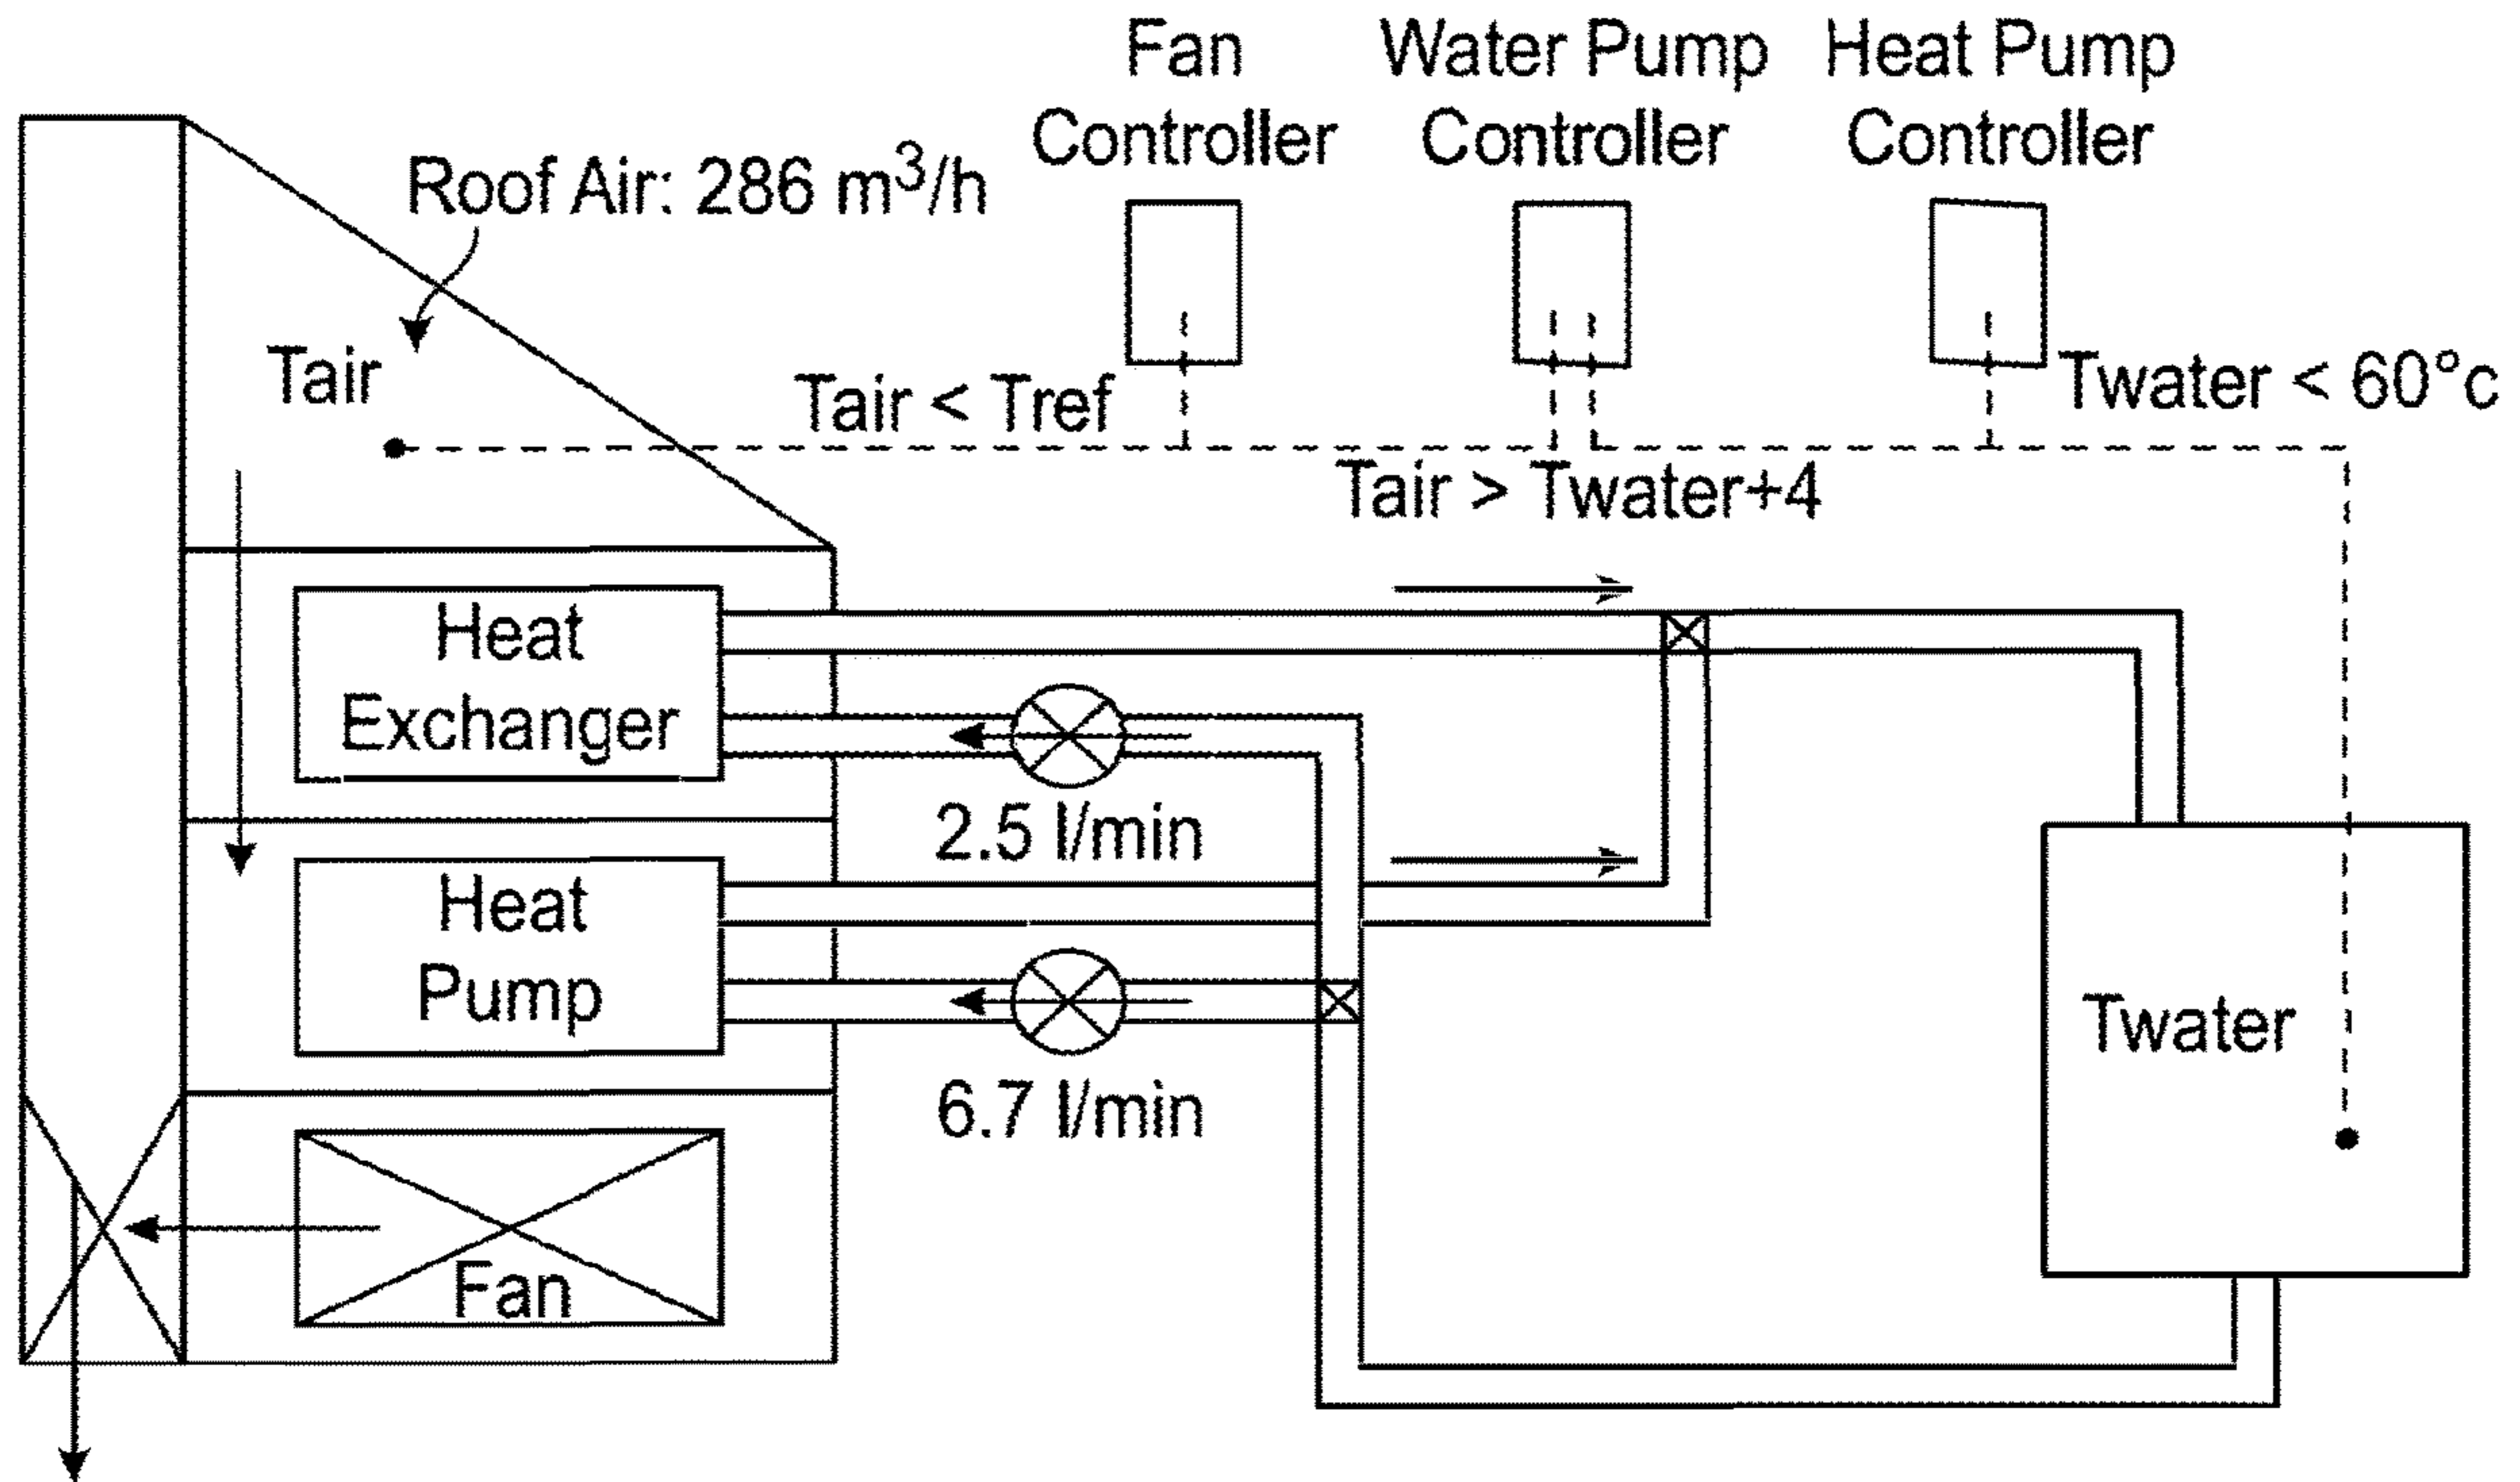 Fan
Controller
Water Pump
Controller
Heat Pump
Controller
Roof Air: 286 m³/h
Tair
Tair < Tref
Twater < 60°c
Tair > Twater+4
Heat
Exchanger
2.5 l/min
Heat
Pump
6.7 l/min
Twater
Fan